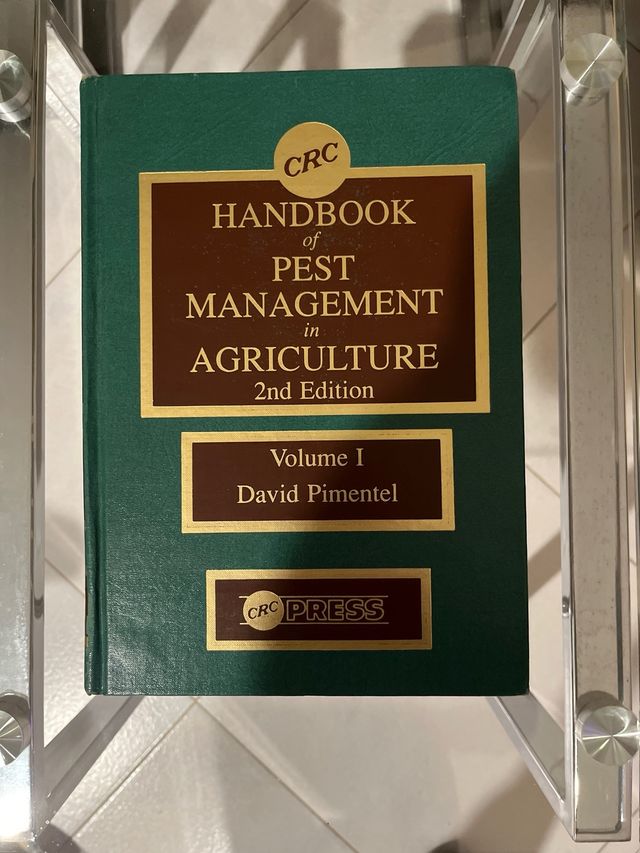 CRC
HANDBOOK
of
PEST
MANAGEMENT
in
AGRICULTURE
2nd Edition
Volume I
David Pimentel
CRC PRESS